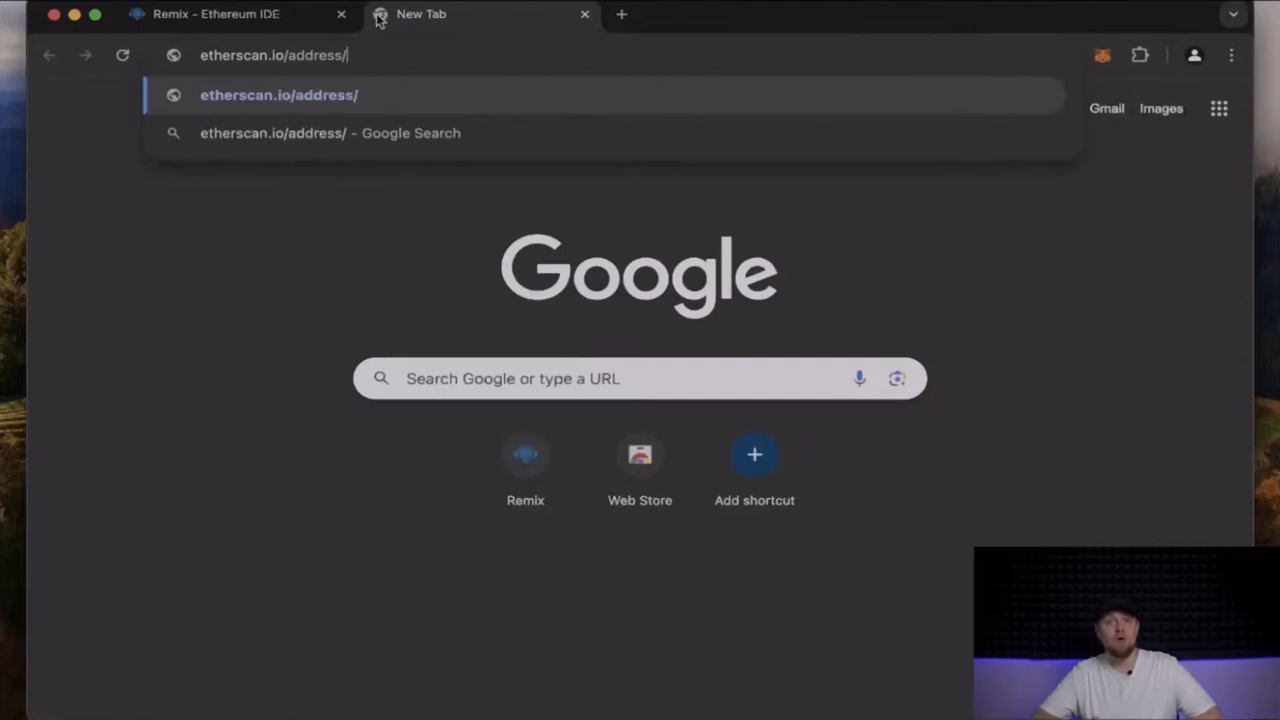 Remix - Ethereum IDE
New Tab
etherscan.io/address/
etherscan.io/address/
etherscan.io/address/ - Google Search
Gmail Images
Google
Search Google or type a URL
Remix Web Store Add shortcut